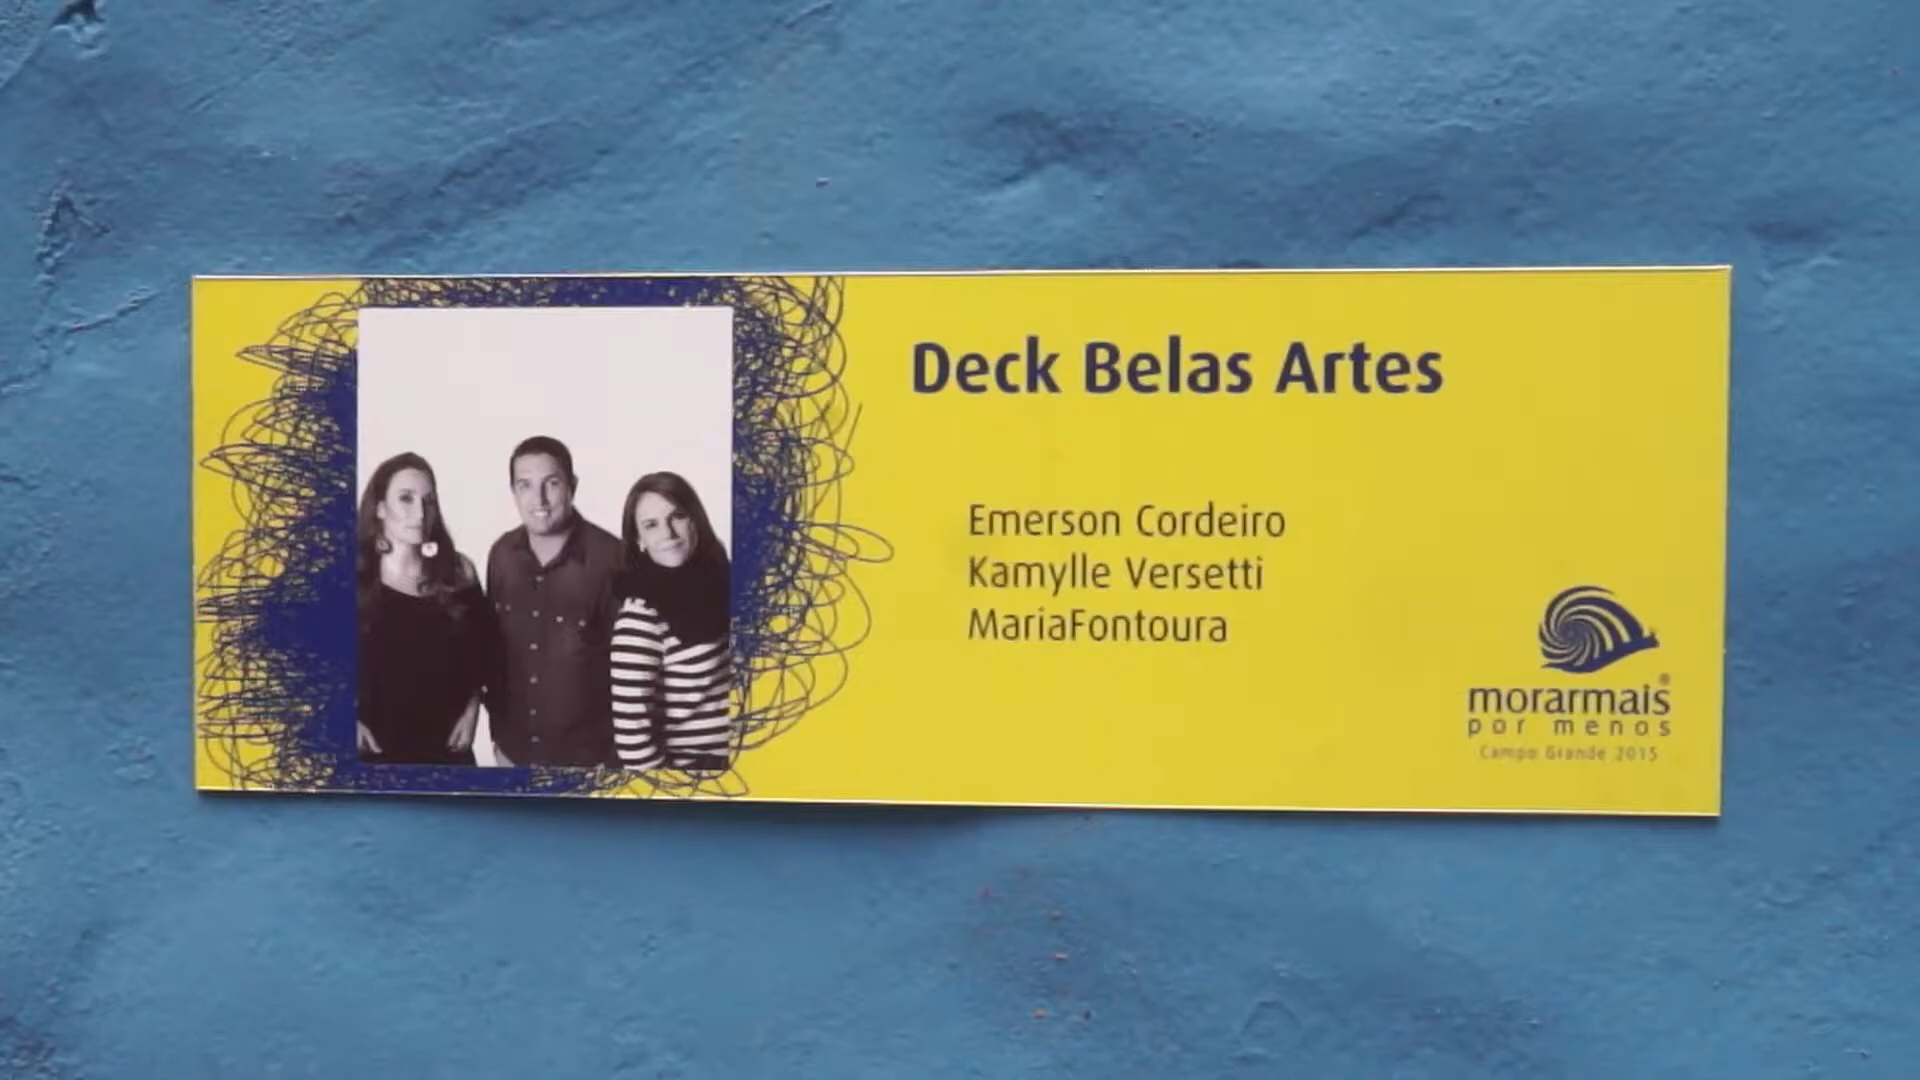 Deck Belas Artes
Emerson Cordeiro
Kamylle Versetti
MariaFontoura
morarmais®
por menos
Campo Grande 2015